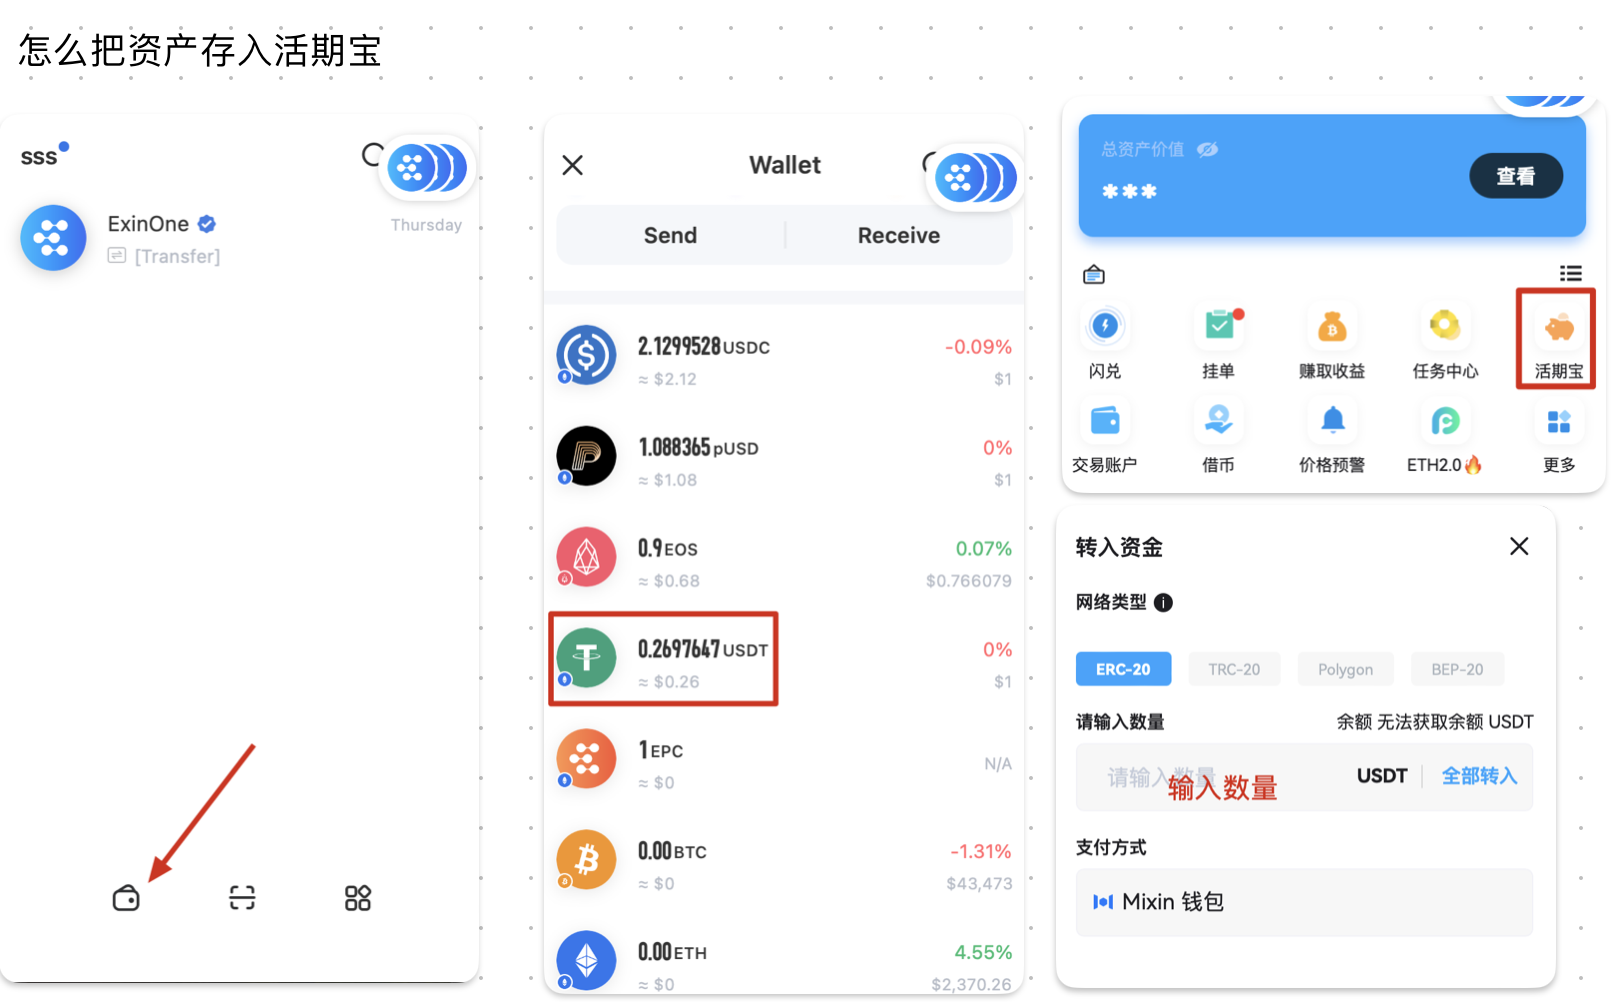 怎么把资产存入活期宝
sss
ExinOne
Thursday
[Transfer]
Wallet
Send
Receive
2.1299528 USDC
-0.09%
≈ $2.12
$1
1.088365 pUSD
0%
≈ $1.08
$1
0.9 EOS
0.07%
≈ $0.68
$0.766079
0.2697647 USDT
0%
≈ $0.26
$1
1 EPC
N/A
≈ $0
0.00 BTC
-1.31%
≈ $0
$43,473
0.00 ETH
4.55%
≈ $0
$2,370.26
总资产价值
***
查看
闪兑
挂单
赚取收益
任务中心
活期宝
交易账户
借币
价格预警
ETH2.0🔥
更多
转入资金
网络类型
ERC-20
TRC-20
Polygon
BEP-20
请输入数量
余额 无法获取余额 USDT
请输入数量
输入数量
USDT
全部转入
支付方式
Mixin 钱包